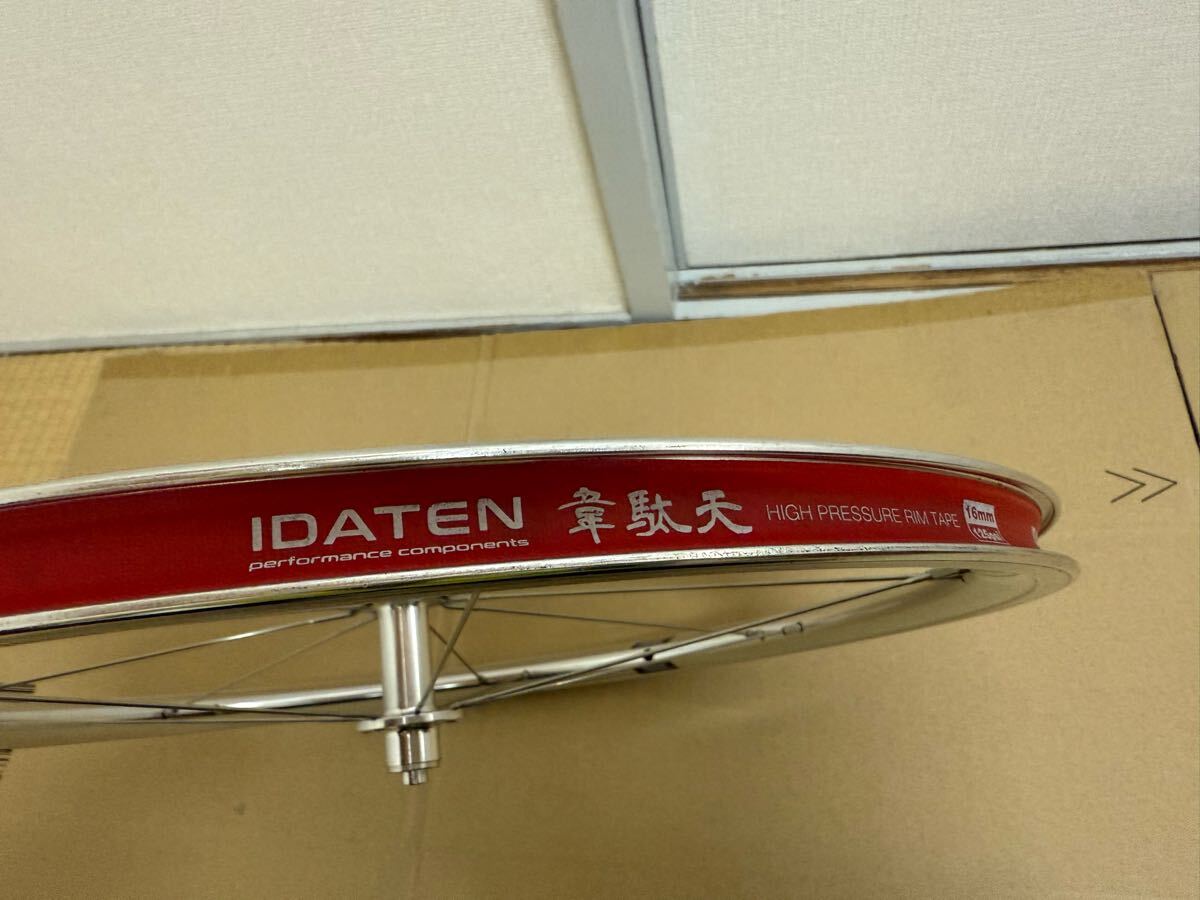 IDATEN 韋駄天 HIGH PRESSURE RIM TAPE 16mm
performance components